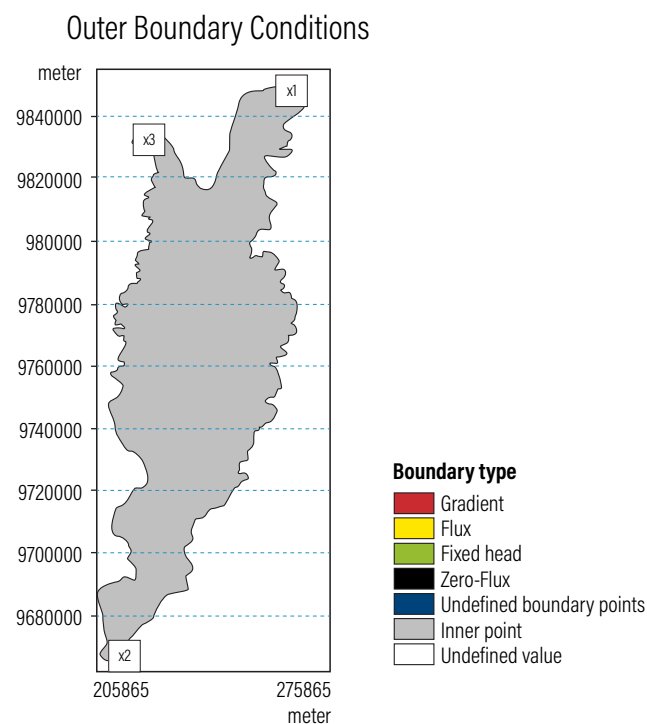 Outer Boundary Conditions
meter
x1
9840000
x3
9820000
980000
9780000
9760000
9740000
9720000
9700000
9680000
x2
205865 275865
meter
Boundary type
Gradient
Flux
Fixed head
Zero-Flux
Undefined boundary points
Inner point
Undefined value